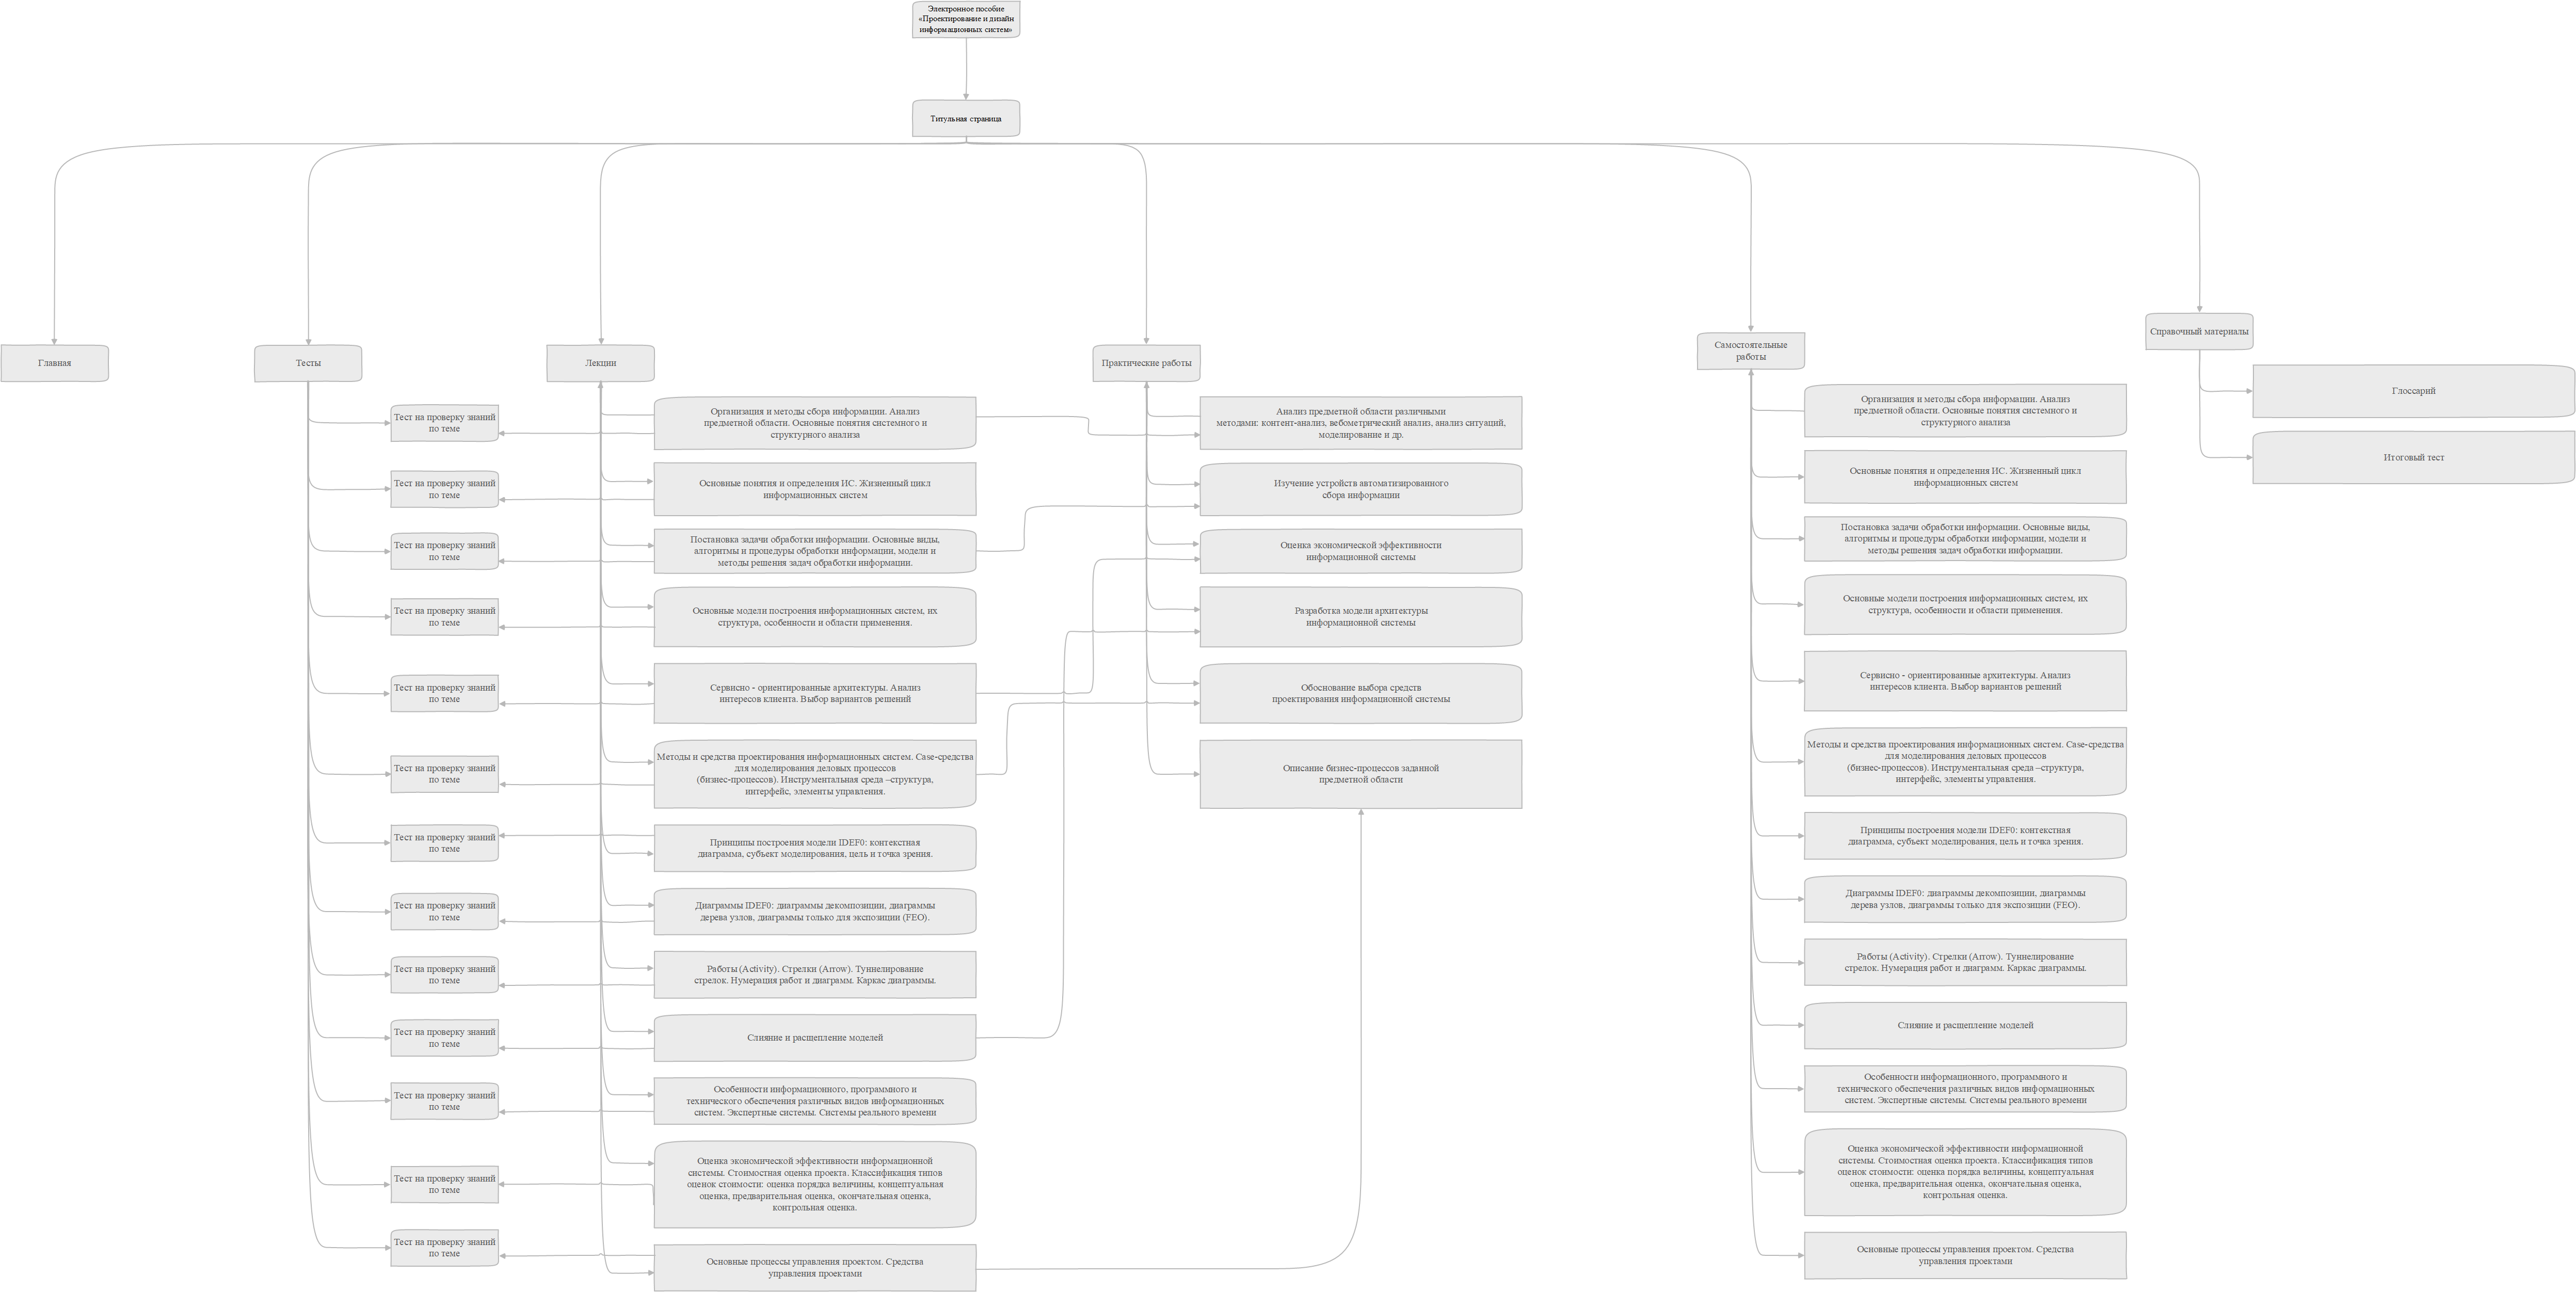 Электронное пособие
«Проектирование и дизайн
информационных систем»
Титульная страница
Главная
Тесты
Тест на проверку знаний
по теме
Тест на проверку знаний
по теме
Тест на проверку знаний
по теме
Тест на проверку знаний
по теме
Тест на проверку знаний
по теме
Тест на проверку знаний
по теме
Тест на проверку знаний
по теме
Тест на проверку знаний
по теме
Тест на проверку знаний
по теме
Тест на проверку знаний
по теме
Тест на проверку знаний
по теме
Тест на проверку знаний
по теме
Тест на проверку знаний
по теме
Лекции
Организация и методы сбора информации. Анализ
предметной области. Основные понятия системного и
структурного анализа
Основные понятия и определения ИС. Жизненный цикл
информационных систем
Постановка задачи обработки информации. Основные виды,
алгоритмы и процедуры обработки информации, модели и
методы решения задач обработки информации.
Основные модели построения информационных систем, их
структура, особенности и области применения.
Сервисно - ориентированные архитектуры. Анализ
интересов клиента. Выбор вариантов решений
Методы и средства проектирования информационных систем. Case-средства
для моделирования деловых процессов
(бизнес-процессов). Инструментальная среда –структура,
интерфейс, элементы управления.
Принципы построения модели IDEF0: контекстная
диаграмма, субъект моделирования, цель и точка зрения.
Диаграммы IDEF0: диаграммы декомпозиции, диаграммы
дерева узлов, диаграммы только для экспозиции (FEO).
Работы (Activity). Стрелки (Arrow). Туннелирование
стрелок. Нумерация работ и диаграмм. Каркас диаграммы.
Слияние и расщепление моделей
Особенности информационного, программного и
технического обеспечения различных видов информационных
систем. Экспертные системы. Системы реального времени
Оценка экономической эффективности информационной
системы. Стоимостная оценка проекта. Классификация типов
оценок стоимости: оценка порядка величины, концептуальная
оценка, предварительная оценка, окончательная оценка,
контрольная оценка.
Основные процессы управления проектом. Средства
управления проектами
Практические работы
Анализ предметной области различными
методами: контент-анализ, вебометрический анализ, анализ ситуаций,
моделирование и др.
Изучение устройств автоматизированного
сбора информации
Оценка экономической эффективности
информационной системы
Разработка модели архитектуры
информационной системы
Обоснование выбора средств
проектирования информационной системы
Описание бизнес-процессов заданной
предметной области
Самостоятельные
работы
Организация и методы сбора информации. Анализ
предметной области. Основные понятия системного и
структурного анализа
Основные понятия и определения ИС. Жизненный цикл
информационных систем
Постановка задачи обработки информации. Основные виды,
алгоритмы и процедуры обработки информации, модели и
методы решения задач обработки информации.
Основные модели построения информационных систем, их
структура, особенности и области применения.
Сервисно - ориентированные архитектуры. Анализ
интересов клиента. Выбор вариантов решений
Методы и средства проектирования информационных систем. Case-средства
для моделирования деловых процессов
(бизнес-процессов). Инструментальная среда –структура,
интерфейс, элементы управления.
Принципы построения модели IDEF0: контекстная
диаграмма, субъект моделирования, цель и точка зрения.
Диаграммы IDEF0: диаграммы декомпозиции, диаграммы
дерева узлов, диаграммы только для экспозиции (FEO).
Работы (Activity). Стрелки (Arrow). Туннелирование
стрелок. Нумерация работ и диаграмм. Каркас диаграммы.
Слияние и расщепление моделей
Особенности информационного, программного и
технического обеспечения различных видов информационных
систем. Экспертные системы. Системы реального времени
Оценка экономической эффективности информационной
системы. Стоимостная оценка проекта. Классификация типов
оценок стоимости: оценка порядка величины, концептуальная
оценка, предварительная оценка, окончательная оценка,
контрольная оценка.
Основные процессы управления проектом. Средства
управления проектами
Справочный материалы
Глоссарий
Итоговый тест